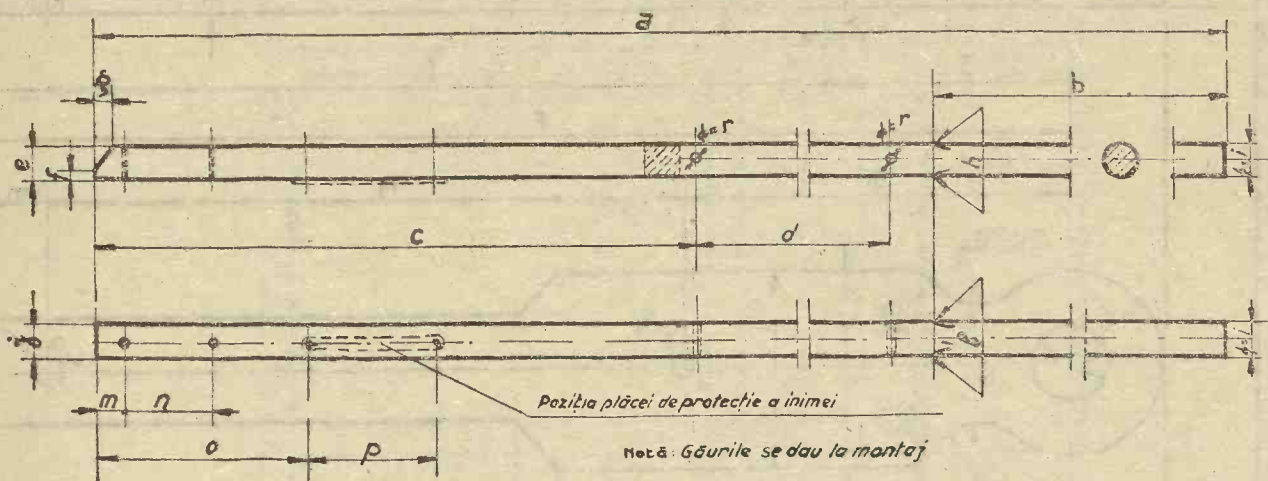 a
b
g
φ=r
φ=r
e
f
h
φ=i
c
d
j
l
φ=i
m
n
Poziția plăcei de protecție a inimei
o
p
Notă: Găurile se dau la montaj